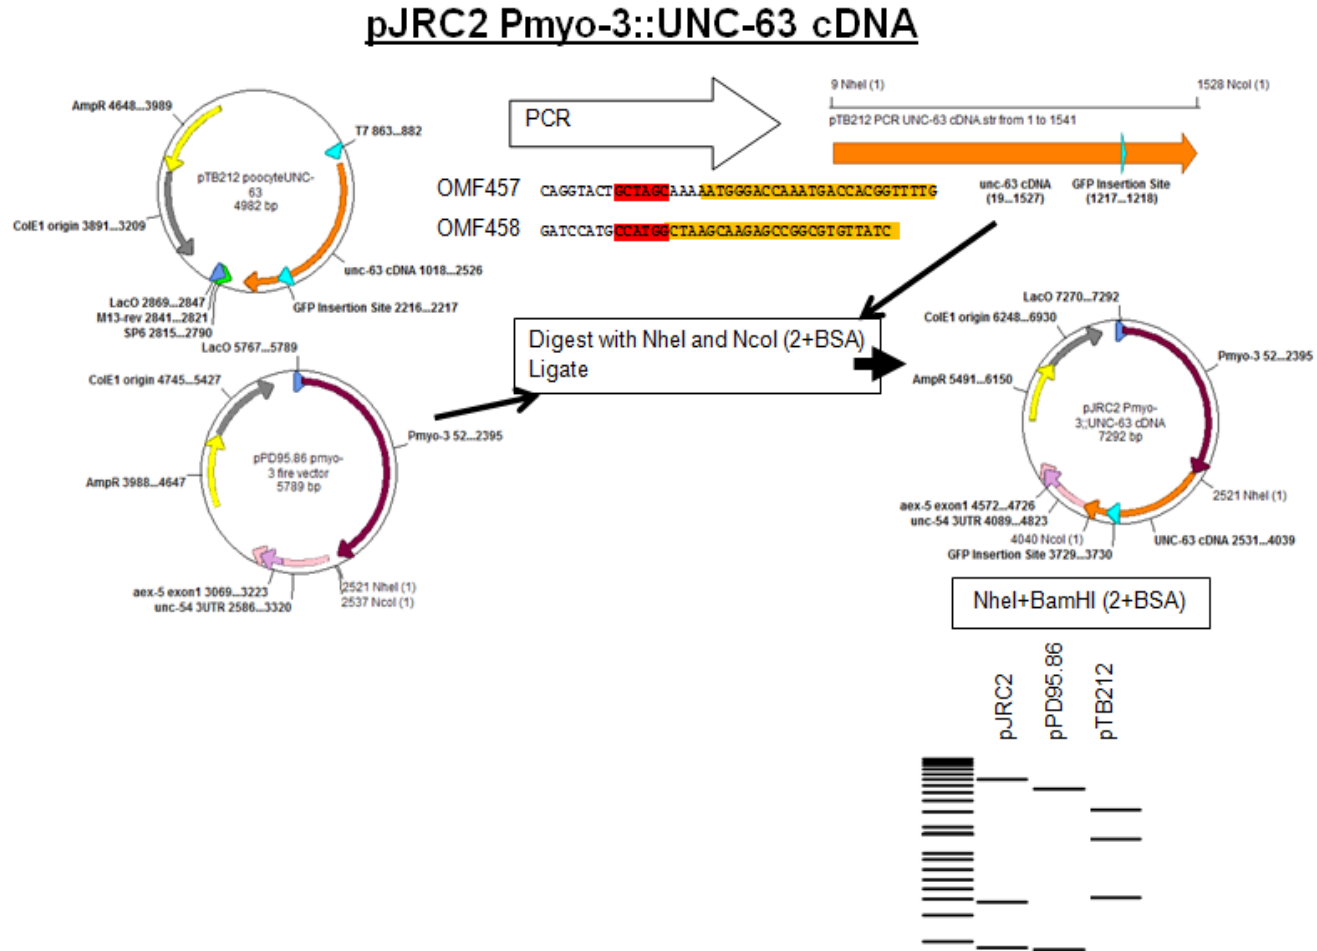 pJRC2 Pmyo-3::UNC-63 cDNA
AmpR 4648...3989
T7 863...882
pTB212 poocyteUNC-
63
4982 bp
ColE1 origin 3891...3209
unc-63 cDNA 1018...2526
GFP Insertion Site 2216...2217
LacO 2869...2847
M13-rev 2841...2821
SP6 2815...2790
PCR
9 NheI (1)
1528 NcoI (1)
pTB212 PCR UNC-63 cDNA.str from 1 to 1541
unc-63 cDNA
(19...1527)
GFP Insertion Site
(1217...1218)
OMF457 CAGGTACTGCTAGCAAAAATGGGACCAAATGACCACGGTTTTG
OMF458 GATCCATGCCATGGCTAAGCAAGAGCCGGCGTGTTATC
LacO 5767...5789
ColE1 origin 4745...5427
Pmyo-3 52...2395
pPD95.86 pmyo-
3 fire vector
5789 bp
AmpR 3988...4647
aex-5 exon1 3069...3223
unc-54 3UTR 2586...3320
2521 NheI (1)
2537 NcoI (1)
Digest with NheI and NcoI (2+BSA)
Ligate
LacO 7270...7292
ColE1 origin 6248...6930
Pmyo-3 52...2395
AmpR 5491...6150
pJRC2 Pmyo-
3;;UNC-63 cDNA
7292 bp
2521 NheI (1)
aex-5 exon1 4572...4726
unc-54 3UTR 4089...4823
4040 NcoI (1)
UNC-63 cDNA 2531...4039
GFP Insertion Site 3729...3730
NheI+BamHI (2+BSA)
pJRC2
pPD95.86
pTB212